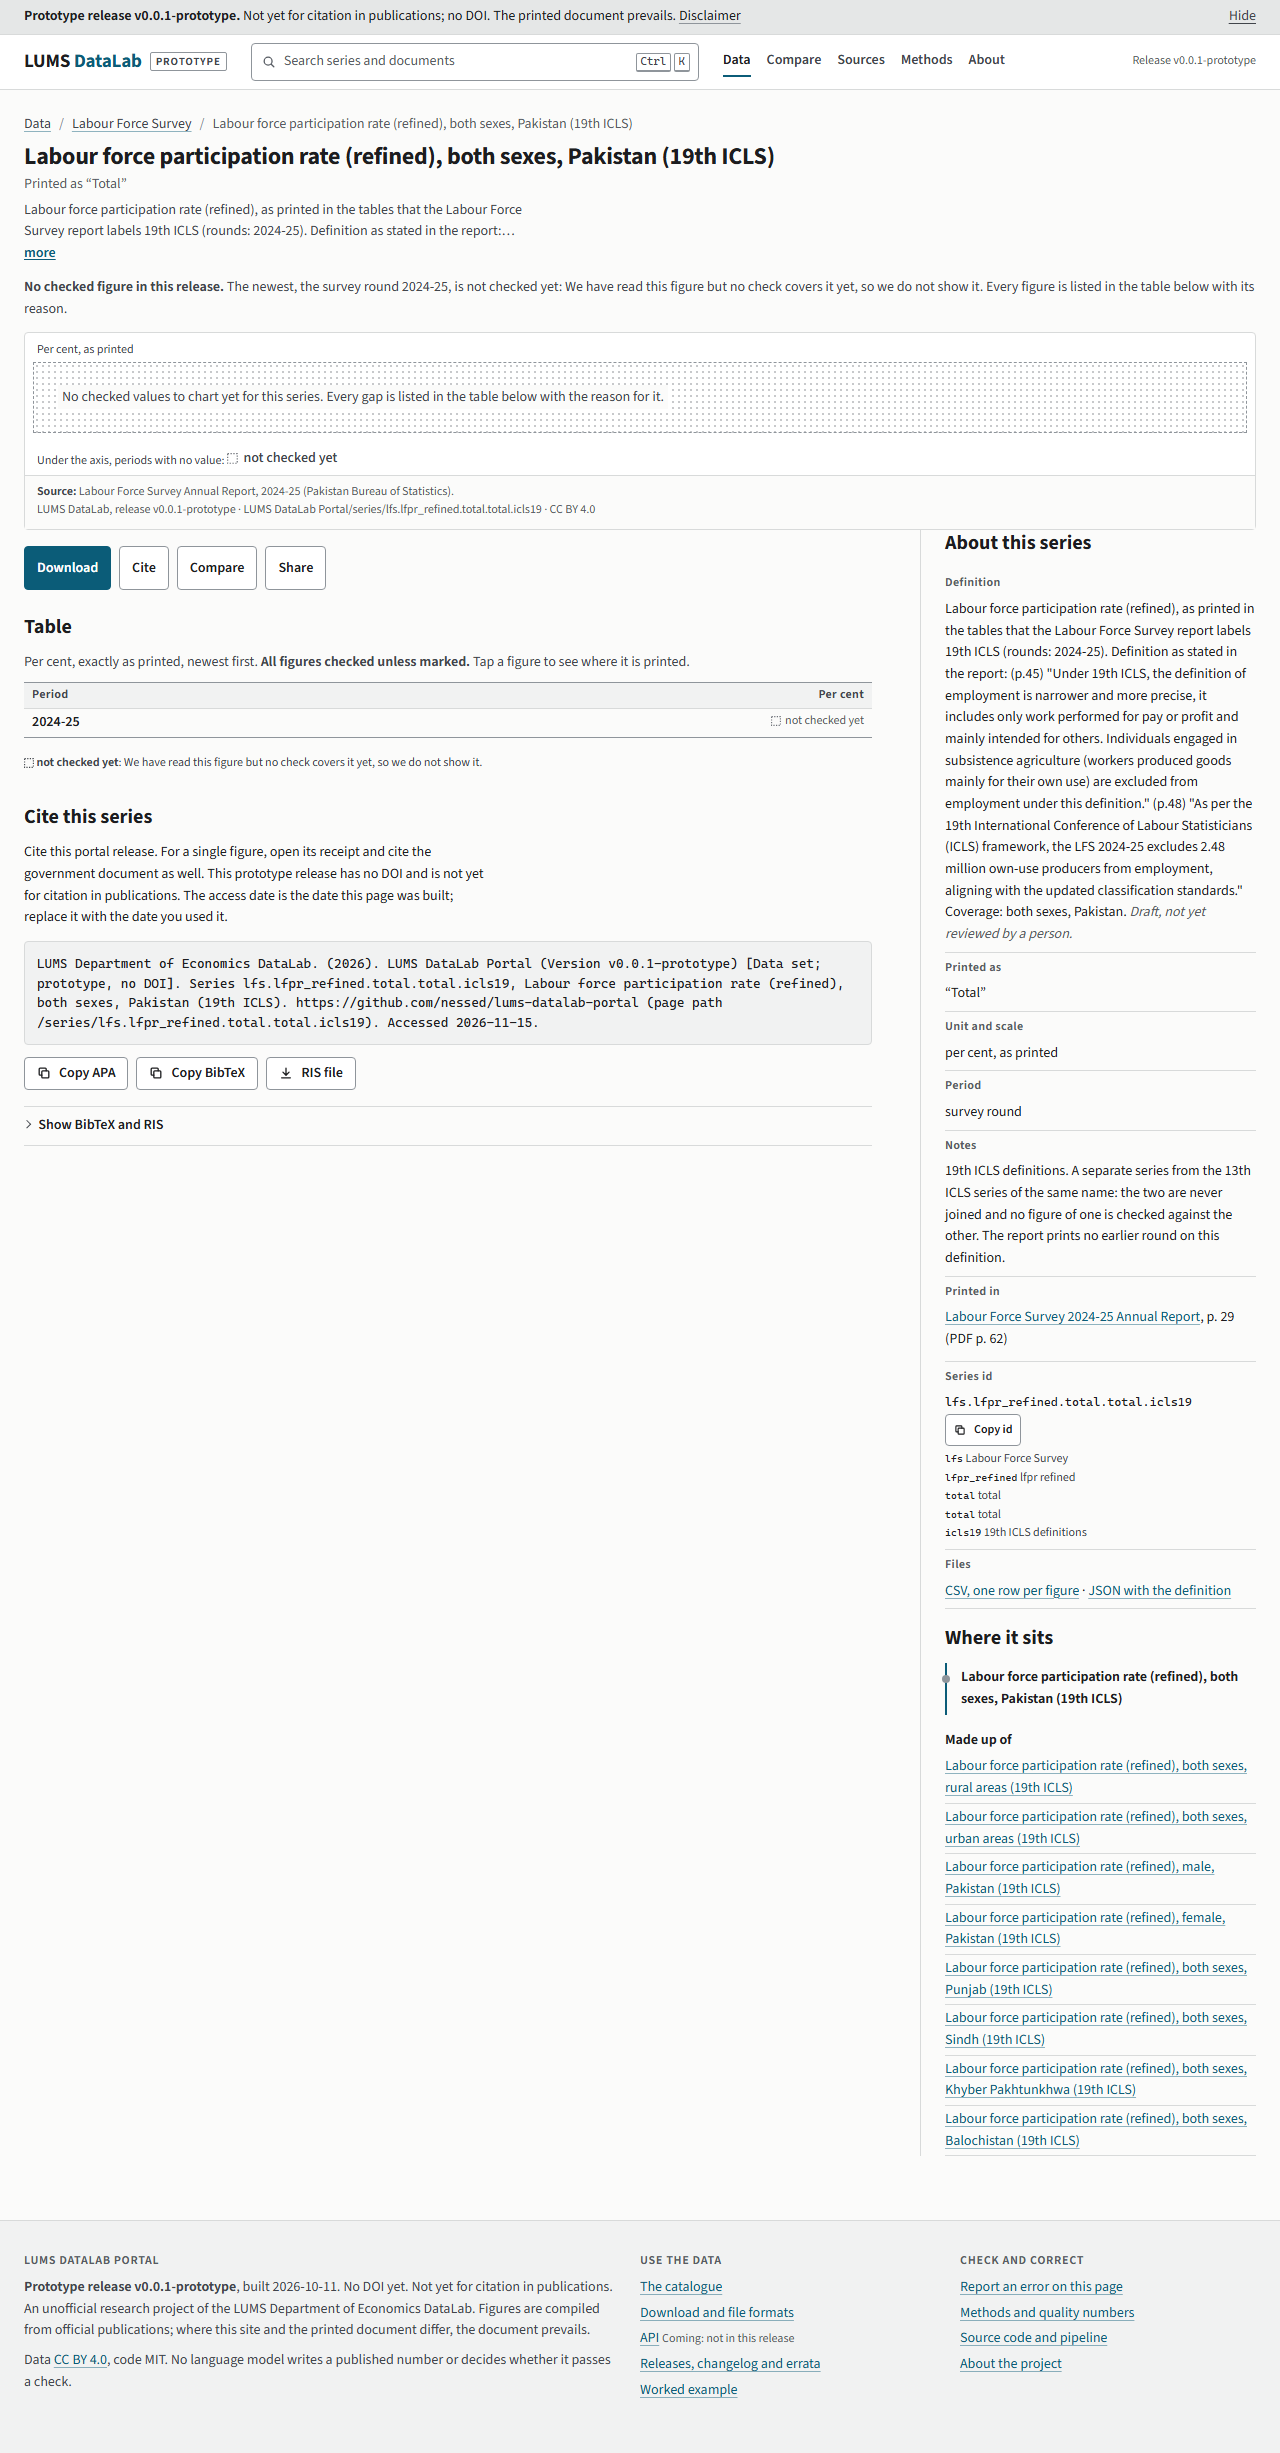 Prototype release v0.0.1-prototype. Not yet for citation in publications; no DOI. The printed document prevails. Disclaimer
Hide
LUMS DataLab PROTOTYPE
Search series and documents Ctrl K
Data Compare Sources Methods About
Release v0.0.1-prototype
Data / Labour Force Survey / Labour force participation rate (refined), both sexes, Pakistan (19th ICLS)
Labour force participation rate (refined), both sexes, Pakistan (19th ICLS)
Printed as “Total”
Labour force participation rate (refined), as printed in the tables that the Labour Force
Survey report labels 19th ICLS (rounds: 2024-25). Definition as stated in the report:…
more
No checked figure in this release. The newest, the survey round 2024-25, is not checked yet: We have read this figure but no check covers it yet, so we do not show it. Every figure is listed in the table below with its
reason.
Per cent, as printed
No checked values to chart yet for this series. Every gap is listed in the table below with the reason for it.
Under the axis, periods with no value: not checked yet
Source: Labour Force Survey Annual Report, 2024-25 (Pakistan Bureau of Statistics).
LUMS DataLab, release v0.0.1-prototype · LUMS DataLab Portal/series/lfs.lfpr_refined.total.total.icls19 · CC BY 4.0
Download Cite Compare Share
Table
Per cent, exactly as printed, newest first. All figures checked unless marked. Tap a figure to see where it is printed.
Period Per cent
2024-25 not checked yet
not checked yet: We have read this figure but no check covers it yet, so we do not show it.
Cite this series
Cite this portal release. For a single figure, open its receipt and cite the
government document as well. This prototype release has no DOI and is not yet
for citation in publications. The access date is the date this page was built;
replace it with the date you used it.
LUMS Department of Economics DataLab. (2026). LUMS DataLab Portal (Version v0.0.1-prototype) [Data set;
prototype, no DOI]. Series lfs.lfpr_refined.total.total.icls19, Labour force participation rate (refined),
both sexes, Pakistan (19th ICLS). https://github.com/nessed/lums-datalab-portal (page path
/series/lfs.lfpr_refined.total.total.icls19). Accessed 2026-11-15.
Copy APA Copy BibTeX RIS file
Show BibTeX and RIS
About this series
Definition
Labour force participation rate (refined), as printed in
the tables that the Labour Force Survey report labels
19th ICLS (rounds: 2024-25). Definition as stated in
the report: (p.45) "Under 19th ICLS, the definition of
employment is narrower and more precise, it
includes only work performed for pay or profit and
mainly intended for others. Individuals engaged in
subsistence agriculture (workers produced goods
mainly for their own use) are excluded from
employment under this definition." (p.48) "As per the
19th International Conference of Labour Statisticians
(ICLS) framework, the LFS 2024-25 excludes 2.48
million own-use producers from employment,
aligning with the updated classification standards."
Coverage: both sexes, Pakistan. Draft, not yet
reviewed by a person.
Printed as
“Total”
Unit and scale
per cent, as printed
Period
survey round
Notes
19th ICLS definitions. A separate series from the 13th
ICLS series of the same name: the two are never
joined and no figure of one is checked against the
other. The report prints no earlier round on this
definition.
Printed in
Labour Force Survey 2024-25 Annual Report, p. 29
(PDF p. 62)
Series id
lfs.lfpr_refined.total.total.icls19
Copy id
lfs Labour Force Survey
lfpr_refined lfpr refined
total total
total total
icls19 19th ICLS definitions
Files
CSV, one row per figure · JSON with the definition
Where it sits
Labour force participation rate (refined), both
sexes, Pakistan (19th ICLS)
Made up of
Labour force participation rate (refined), both sexes,
rural areas (19th ICLS)
Labour force participation rate (refined), both sexes,
urban areas (19th ICLS)
Labour force participation rate (refined), male,
Pakistan (19th ICLS)
Labour force participation rate (refined), female,
Pakistan (19th ICLS)
Labour force participation rate (refined), both sexes,
Punjab (19th ICLS)
Labour force participation rate (refined), both sexes,
Sindh (19th ICLS)
Labour force participation rate (refined), both sexes,
Khyber Pakhtunkhwa (19th ICLS)
Labour force participation rate (refined), both sexes,
Balochistan (19th ICLS)
LUMS DATALAB PORTAL
Prototype release v0.0.1-prototype, built 2026-10-11. No DOI yet. Not yet for citation in publications.
An unofficial research project of the LUMS Department of Economics DataLab. Figures are compiled
from official publications; where this site and the printed document differ, the document prevails.
Data CC BY 4.0, code MIT. No language model writes a published number or decides whether it passes
a check.
USE THE DATA
The catalogue
Download and file formats
API Coming: not in this release
Releases, changelog and errata
Worked example
CHECK AND CORRECT
Report an error on this page
Methods and quality numbers
Source code and pipeline
About the project